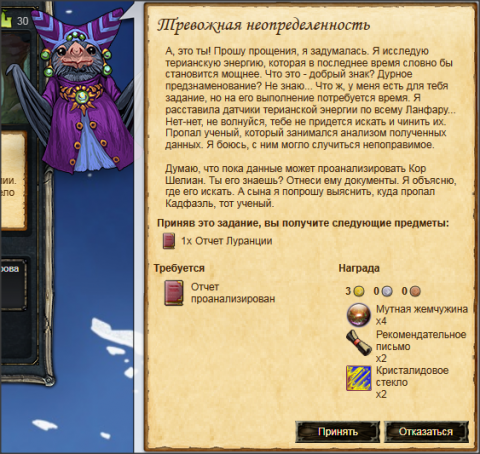 30
Тревожная неопределенность
А, это ты! Прошу прощения, я задумалась. Я исследую
терианскую энергию, которая в последнее время словно бы
становится мощнее. Что это - добрый знак? Дурное
предзнаменование? Не знаю... Что ж, у меня есть для тебя
задание, но на его выполнение потребуется время. Я
расставила датчики терианской энергии по всему Ланфару...
Нет-нет, не волнуйся, тебе не придется искать и чинить их.
Пропал ученый, который занимался анализом полученных
данных. Я боюсь, с ним могло случиться непоправимое.
Думаю, что пока данные может проанализировать Кор
Шелиан. Ты его знаешь? Отнеси ему документы. Я объясню,
где его искать. А сына я попрошу выяснить, куда пропал
Кадфаэль, тот ученый.
Приняв это задание, вы получите следующие предметы:
1x Отчет Луранции
Требуется
Отчет
проанализирован
Награда
3 0 0
Мутная жемчужина
x4
Рекомендательное
письмо
x2
Кристалидовое
стекло
x2
Принять Отказаться